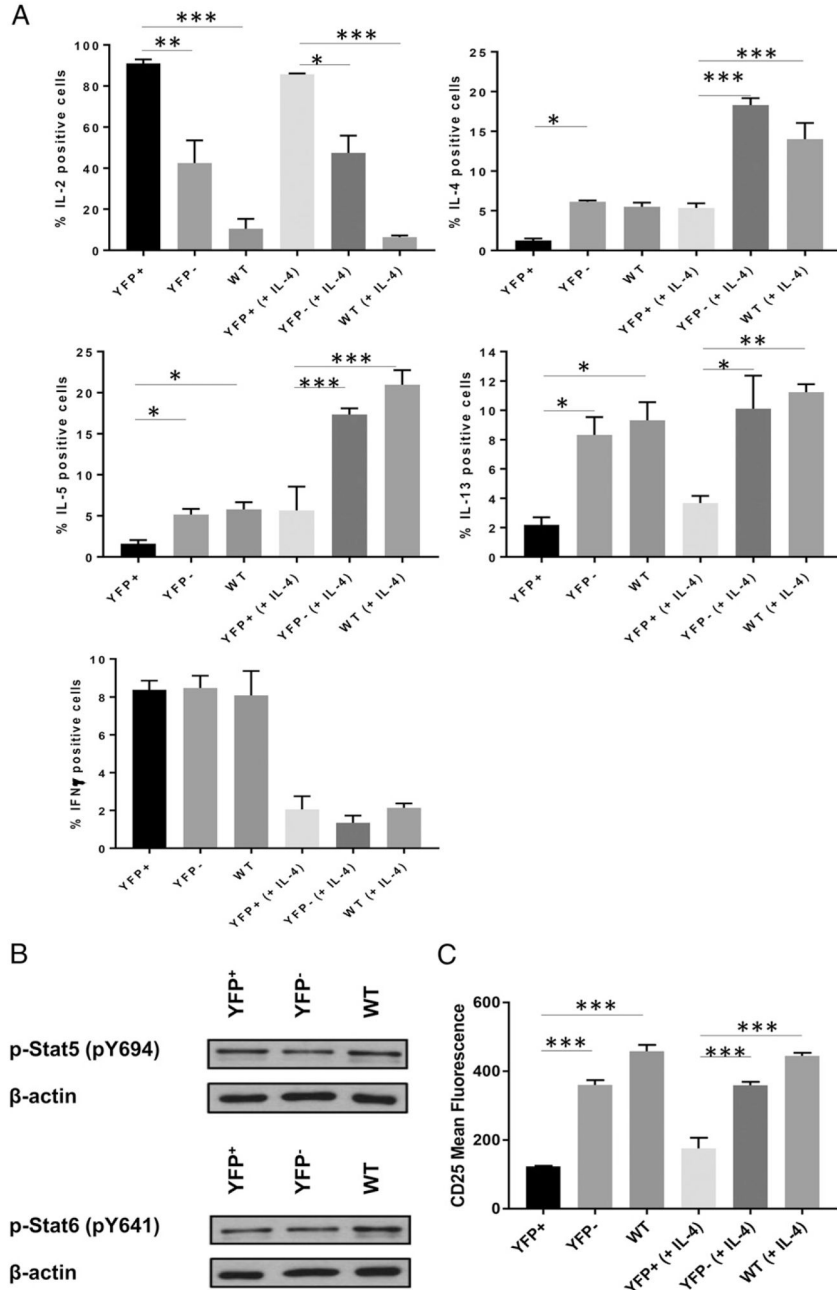 A
% IL-2 positive cells
100
80
60
40
20
0
**
***
*
***
YFP+
YFP-
WT
YFP+ (+ IL-4)
YFP- (+ IL-4)
WT (+ IL-4)
% IL-4 positive cells
25
20
15
10
5
0
*
***
***
YFP+
YFP-
WT
YFP+ (+ IL-4)
YFP- (+ IL-4)
WT (+ IL-4)
% IL-5 positive cells
25
20
15
10
5
0
*
*
***
***
YFP+
YFP-
WT
YFP+ (+ IL-4)
YFP- (+ IL-4)
WT (+ IL-4)
% IL-13 positive cells
14
12
10
8
6
4
2
0
*
*
*
**
YFP+
YFP-
WT
YFP+ (+ IL-4)
YFP- (+ IL-4)
WT (+ IL-4)
% IFNγ positive cells
10
8
6
4
2
0
YFP+
YFP-
WT
YFP+ (+ IL-4)
YFP- (+ IL-4)
WT (+ IL-4)
B
YFP⁺
YFP⁻
WT
p-Stat5 (pY694)
β-actin
YFP⁺
YFP⁻
WT
p-Stat6 (pY641)
β-actin
C
CD25 Mean Fluorescence
600
400
200
0
***
***
***
***
YFP+
YFP-
WT
YFP+ (+ IL-4)
YFP- (+ IL-4)
WT (+ IL-4)